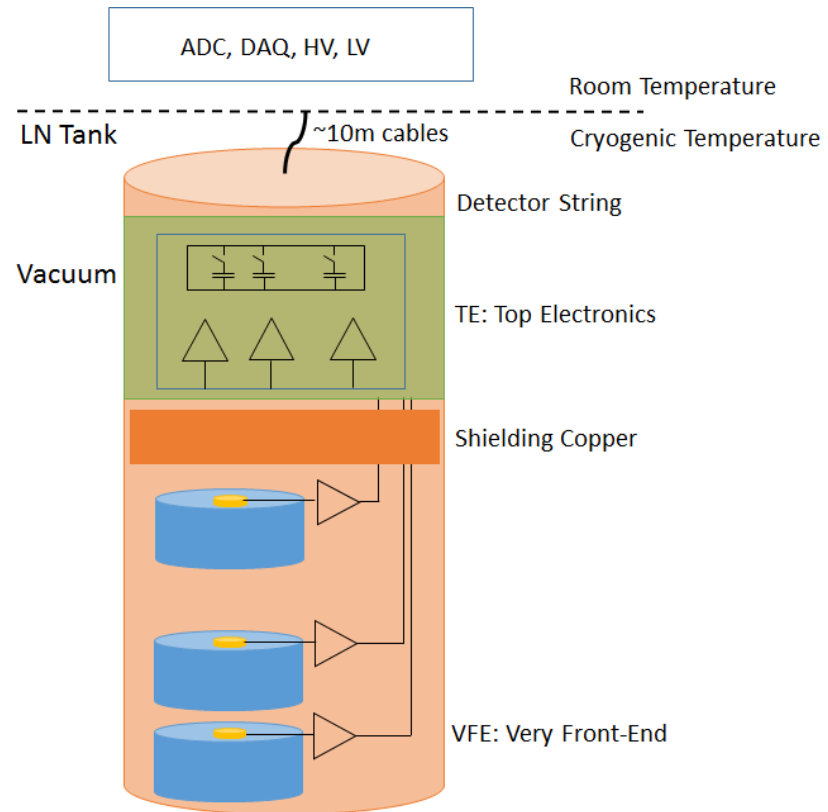 ADC, DAQ, HV, LV
Room Temperature
LN Tank
~10m cables
Cryogenic Temperature
Detector String
Vacuum
TE: Top Electronics
Shielding Copper
VFE: Very Front-End